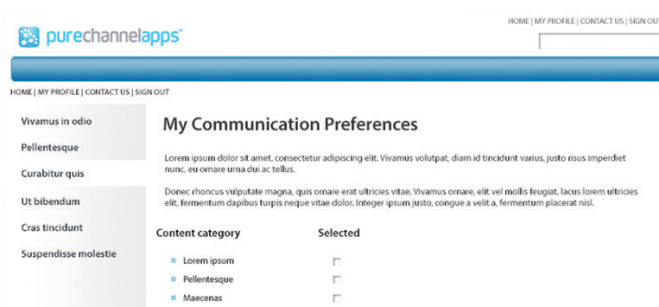 HOME | MY PROFILE | CONTACT US | SIGN OUT
purechannelapps
HOME | MY PROFILE | CONTACT US | SIGN OUT
Vivamus in odio
Pellentesque
Curabitur quis
Ut bibendum
Cras tincidunt
Suspendisse molestie
My Communication Preferences
Lorem ipsum dolor sit amet, consectetur adipiscing elit. Vivamus volutpat, diam id tincidunt varius, justo risus imperdiet
nunc, eu ornare urna dui ac tellus.
Donec rhoncus vulputate magna, quis ornare erat ultricies vitae. Vivamus ornare, elit vel mollis feugiat, lacus lorem ultricies
elit, fermentum dapibus turpis neque vitae dolor. Integer ipsum justo, congue a velit a, fermentum placerat nisl.
Content category Selected
Lorem ipsum
Pellentesque
Maecenas